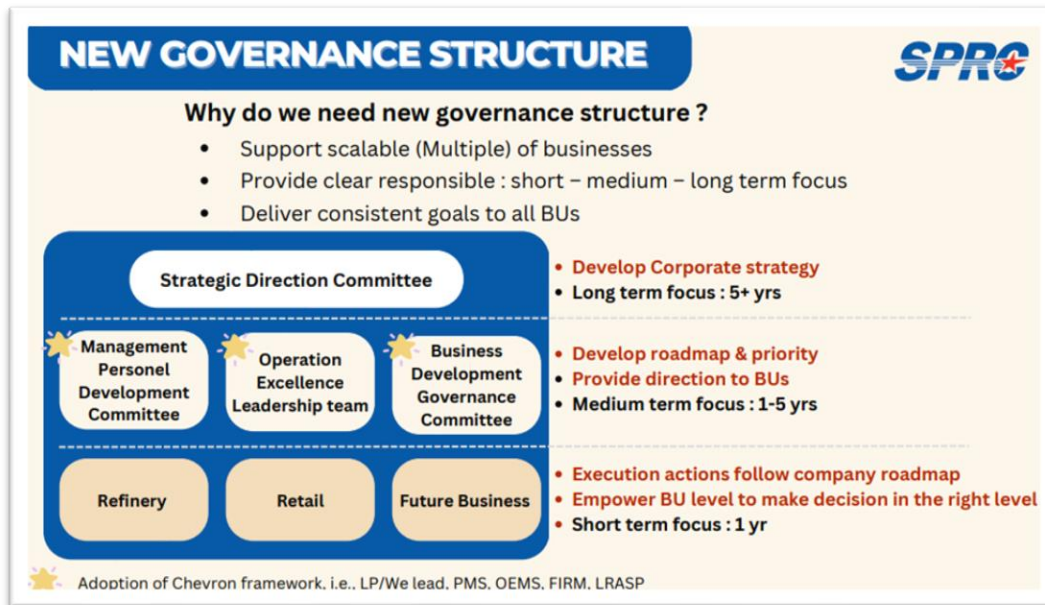 NEW GOVERNANCE STRUCTURE
SPRC
Why do we need new governance structure ?
• Support scalable (Multiple) of businesses
• Provide clear responsible : short – medium – long term focus
• Deliver consistent goals to all BUs
Strategic Direction Committee
• Develop Corporate strategy
• Long term focus : 5+ yrs
Management
Personel
Development
Committee
Operation
Excellence
Leadership team
Business
Development
Governance
Committee
• Develop roadmap & priority
• Provide direction to BUs
• Medium term focus : 1-5 yrs
Refinery
Retail
Future Business
• Execution actions follow company roadmap
• Empower BU level to make decision in the right level
• Short term focus : 1 yr
Adoption of Chevron framework, i.e., LP/We lead, PMS, OEMS, FIRM, LRASP